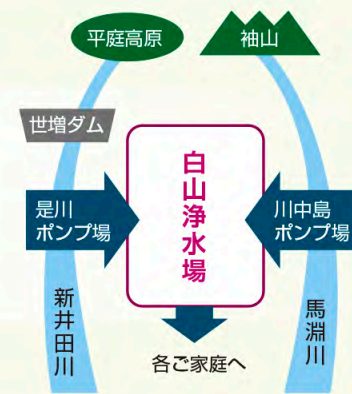 平庭高原
袖山
世増ダム
白山浄水場
是川
ポンプ場
川中島
ポンプ場
新井田川
馬淵川
各ご家庭へ